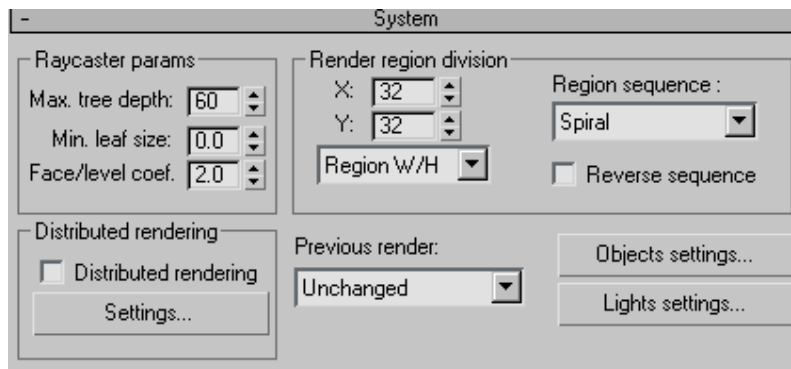 - System
Raycaster params
Max. tree depth: 60
Min. leaf size: 0.0
Face/level coef. 2.0
Render region division
X: 32
Y: 32
Region W/H
Region sequence :
Spiral
Reverse sequence
Distributed rendering
Distributed rendering
Settings...
Previous render:
Unchanged
Objects settings...
Lights settings...